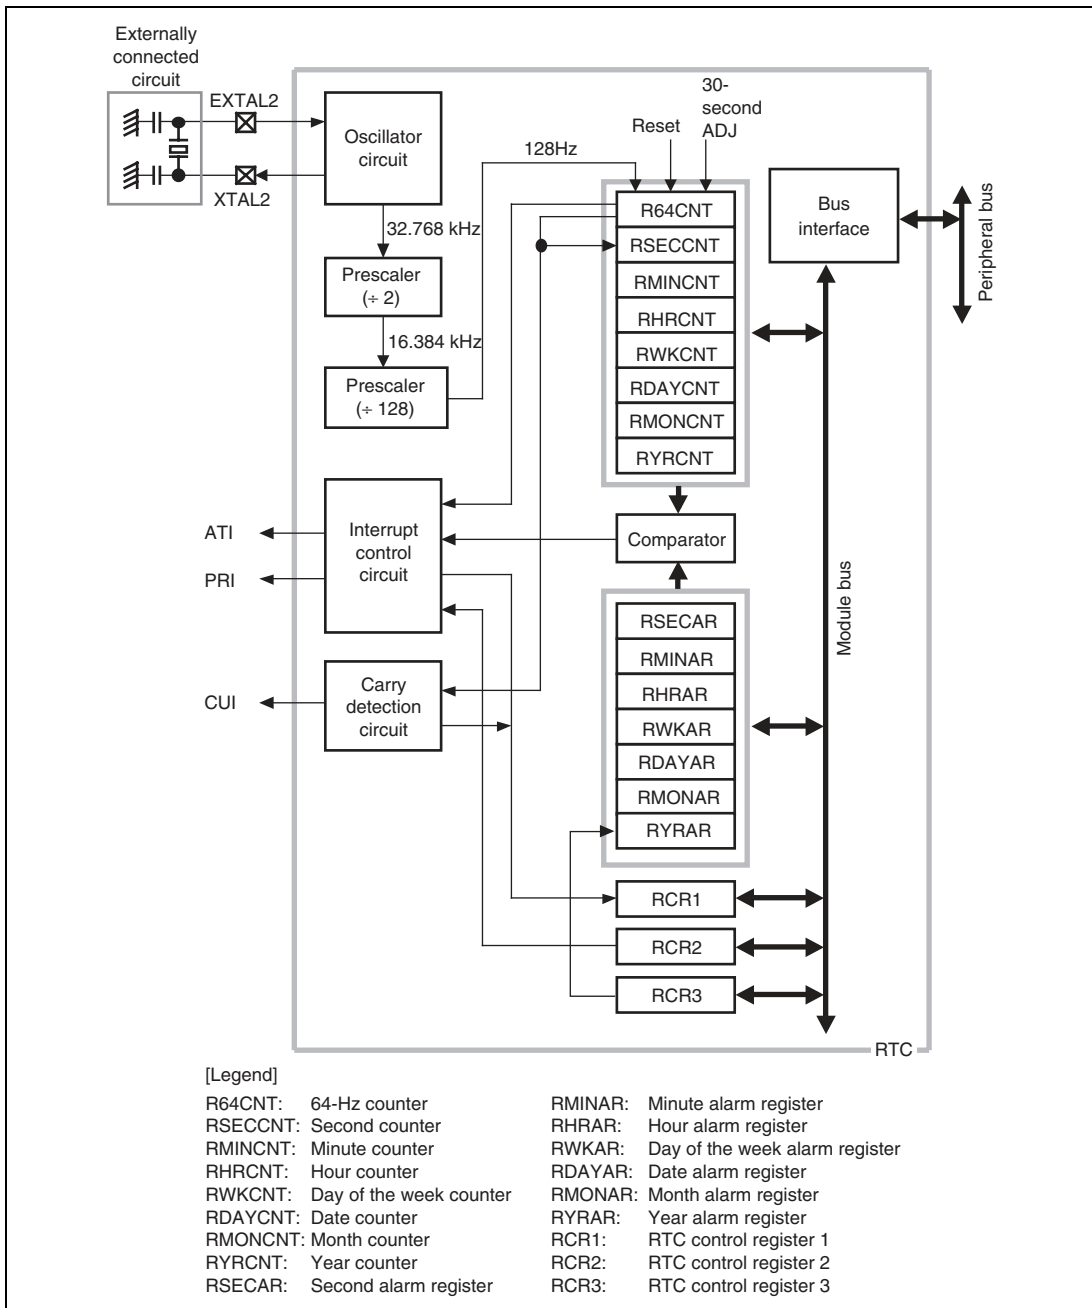 Externally
connected
circuit
EXTAL2
XTAL2
Oscillator
circuit
32.768 kHz
Prescaler
(÷ 2)
16.384 kHz
Prescaler
(÷ 128)
128Hz
Reset
30-
second
ADJ
R64CNT
RSECCNT
RMINCNT
RHRCNT
RWKCNT
RDAYCNT
RMONCNT
RYRCNT
Bus
interface
Peripheral bus
ATI
PRI
Interrupt
control
circuit
Comparator
Module bus
CUI
Carry
detection
circuit
RSECAR
RMINAR
RHRAR
RWKAR
RDAYAR
RMONAR
RYRAR
RCR1
RCR2
RCR3
RTC
[Legend]
R64CNT: 64-Hz counter
RSECCNT: Second counter
RMINCNT: Minute counter
RHRCNT: Hour counter
RWKCNT: Day of the week counter
RDAYCNT: Date counter
RMONCNT: Month counter
RYRCNT: Year counter
RSECAR: Second alarm register
RMINAR: Minute alarm register
RHRAR: Hour alarm register
RWKAR: Day of the week alarm register
RDAYAR: Date alarm register
RMONAR: Month alarm register
RYRAR: Year alarm register
RCR1: RTC control register 1
RCR2: RTC control register 2
RCR3: RTC control register 3